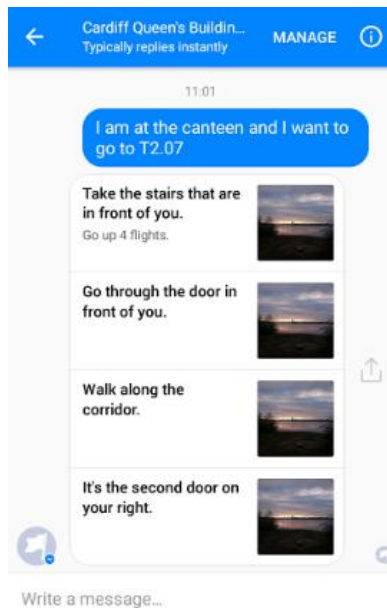 Cardiff Queen's Buildin...
Typically replies instantly
MANAGE
11:01
I am at the canteen and I want to
go to T2.07
Take the stairs that are
in front of you.
Go up 4 flights.
Go through the door in
front of you.
Walk along the
corridor.
It's the second door on
your right.
Write a message...